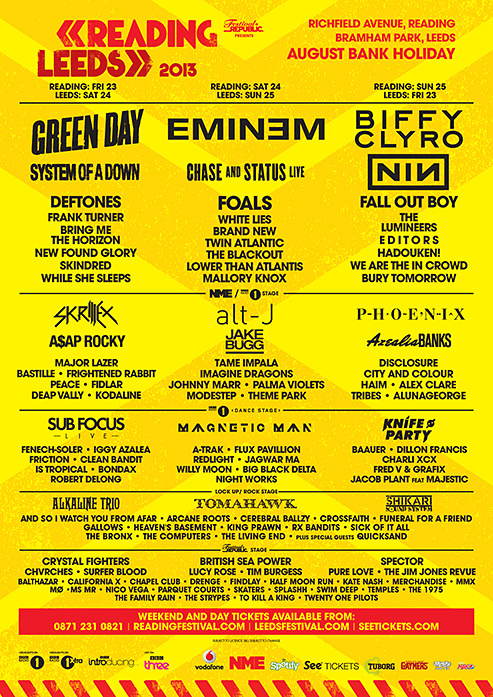 READING
LEEDS 2013
Festival Republic
PRESENTS
RICHFIELD AVENUE, READING
BRAMHAM PARK, LEEDS
AUGUST BANK HOLIDAY
READING: FRI 23
LEEDS: SAT 24
READING: SAT 24
LEEDS: SUN 25
READING: SUN 25
LEEDS: FRI 23
GREEN DAY
SYSTEM OF A DOWN
DEFTONES
FRANK TURNER
BRING ME
THE HORIZON
NEW FOUND GLORY
SKINDRED
WHILE SHE SLEEPS
EMINEM
CHASE AND STATUS LIVE
FOALS
WHITE LIES
BRAND NEW
TWIN ATLANTIC
THE BLACKOUT
LOWER THAN ATLANTIS
MALLORY KNOX
BIFFY
CLYRO
NIN
FALL OUT BOY
THE
LUMINEERS
EDITORS
HADOUKEN!
WE ARE THE IN CROWD
BURY TOMORROW
NME / BBC RADIO 1 STAGE
SKRILLEX
A$AP ROCKY
MAJOR LAZER
BASTILLE • FRIGHTENED RABBIT
PEACE • FIDLAR
DEAP VALLY • KODALINE
alt-J
JAKE
BUGG
TAME IMPALA
IMAGINE DRAGONS
JOHNNY MARR • PALMA VIOLETS
MODESTEP • THEME PARK
P·H·O·E·N·I·X
Azealia BANKS
DISCLOSURE
CITY AND COLOUR
HAIM • ALEX CLARE
TRIBES • ALUNAGEORGE
BBC RADIO 1 • DANCE STAGE •
SUB FOCUS
– L I V E –
FENECH-SOLER • IGGY AZALEA
FRICTION • CLEAN BANDIT
IS TROPICAL • BONDAX
ROBERT DELONG
MAGNETIC MAN
A-TRAK • FLUX PAVILLION
REDLIGHT • JAGWAR MA
WILLY MOON • BIG BLACK DELTA
NIGHT WORKS
KNIFE
PARTY
BAAUER • DILLON FRANCIS
CHARLI XCX
FRED V & GRAFIX
JACOB PLANT FEAT MAJESTIC
LOCK UP/ ROCK STAGE
ALKALINE TRIO
TOMAHAWK
SHIKARI
SOUND SYSTEM
AND SO I WATCH YOU FROM AFAR • ARCANE ROOTS • CEREBRAL BALLZY • CROSSFAITH • FUNERAL FOR A FRIEND
GALLOWS • HEAVEN'S BASEMENT • KING PRAWN • RX BANDITS • SICK OF IT ALL
THE BRONX • THE COMPUTERS • THE LIVING END • PLUS SPECIAL GUESTS QUICKSAND
Festival Republic STAGE
CRYSTAL FIGHTERS
CHVRCHES • SURFER BLOOD
BRITISH SEA POWER
LUCY ROSE • TIM BURGESS
SPECTOR
PURE LOVE • THE JIM JONES REVUE
BALTHAZAR • CALIFORNIA X • CHAPEL CLUB • DRENGE • FINDLAY • HALF MOON RUN • KATE NASH • MERCHANDISE • MMX
MØ • MS MR • NICO VEGA • PARQUET COURTS • SKATERS • SPLASHH • SWIM DEEP • TEMPLES • THE 1975
THE FAMILY RAIN • THE STRYPES • TO KILL A KING • TWENTY ONE PILOTS
WEEKEND AND DAY TICKETS AVAILABLE FROM:
0871 231 0821 | READINGFESTIVAL.COM | LEEDSFESTIVAL.COM | SEETICKETS.COM
SUBJECT TO LICENCE. BILL SUBJECT TO CHANGE
BBC RADIO 1
BBC RADIO 1Xtra
BBC introducing
BBC three
vodafone
NME
Spotify
See TICKETS
TUBORG
GAYMERS